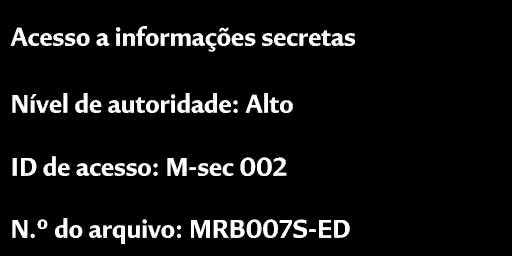 Acesso a informações secretas
Nível de autoridade: Alto
ID de acesso: M-sec 002
N.º do arquivo: MRB007S-ED